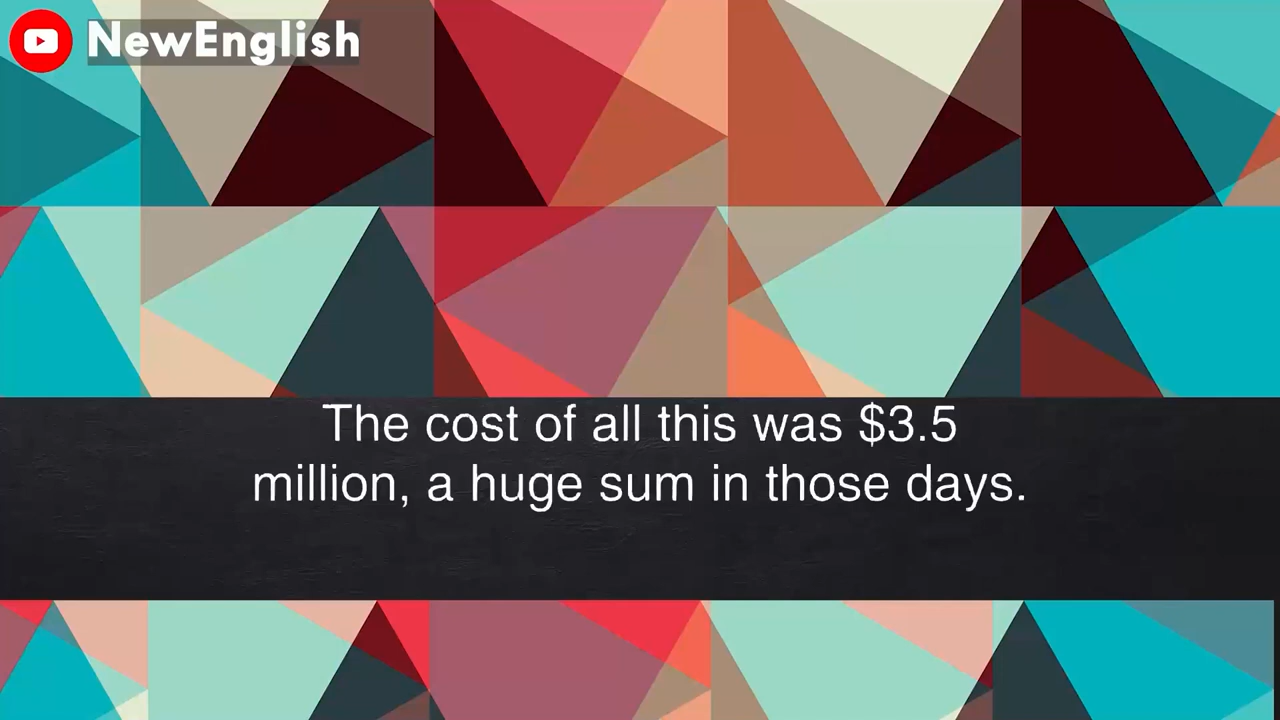 NewEnglish
The cost of all this was $3.5
million, a huge sum in those days.